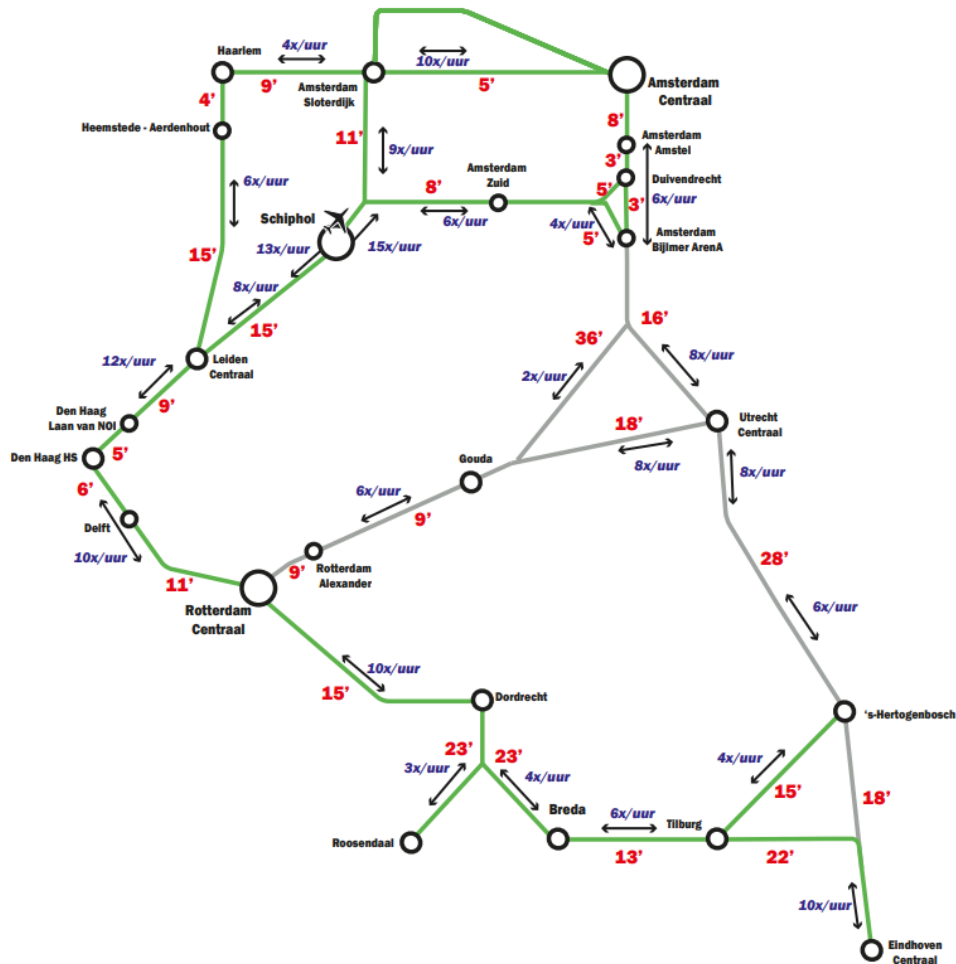 4x/uur
Haarlem
10x/uur
9'
Amsterdam
Sloterdijk
5'
Amsterdam
Centraal
4'
Heemstede - Aerdenhout
8'
11'
9x/uur
Amsterdam
Amstel
3'
Amsterdam
Zuid
Duivendrecht
6x/uur
8'
5'
3'
6x/uur
Schiphol
6x/uur
4x/uur
13x/uur
15x/uur
5'
Amsterdam
Bijlmer ArenA
15'
8x/uur
15'
36'
16'
12x/uur
Leiden
Centraal
8x/uur
2x/uur
9'
Den Haag
Laan van NOI
18'
Utrecht
Centraal
Den Haag HS
5'
Gouda
8x/uur
8x/uur
6'
6x/uur
9'
Delft
10x/uur
9'
Rotterdam
Alexander
28'
11'
Rotterdam
Centraal
6x/uur
10x/uur
15'
Dordrecht
's-Hertogenbosch
23'
23'
3x/uur
4x/uur
4x/uur
15'
18'
Breda
6x/uur
Tilburg
Roosendaal
13'
22'
10x/uur
Eindhoven
Centraal